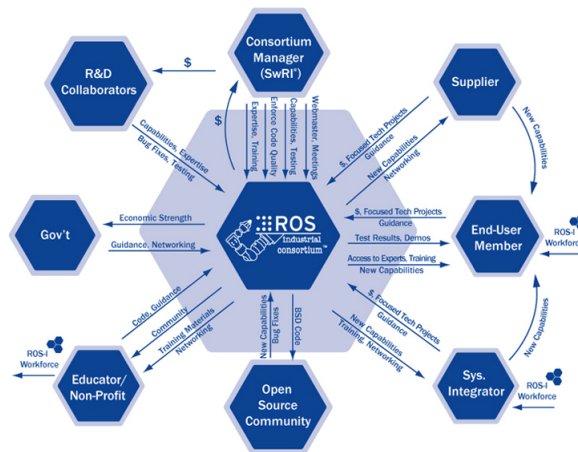 R&D
Collaborators
$
Consortium
Manager
(SwRI®)
Supplier
$
Expertise, Training
Enforce Code Quality
Capabilities, Testing
Webmaster, Meetings
$, Focused Tech Projects
Guidance
New Capabilities
Networking
New Capabilities
Capabilities, Expertise
Bug Fixes, Testing
Gov't
Economic Strength
Guidance, Networking
ROS
Industrial
consortium™
$, Focused Tech Projects
Guidance
Test Results, Demos
Access to Experts, Training
New Capabilities
End-User
Member
ROS-I
Workforce
Code, Guidance
Community
Training Materials
Networking
New Capabilities
Bug Fixes
BSD Code
$, Focused Tech Projects
Guidance
New Capabilities
Training, Networking
New Capabilities
ROS-I
Workforce
Educator/
Non-Profit
Open
Source
Community
Sys.
Integrator
ROS-I
Workforce